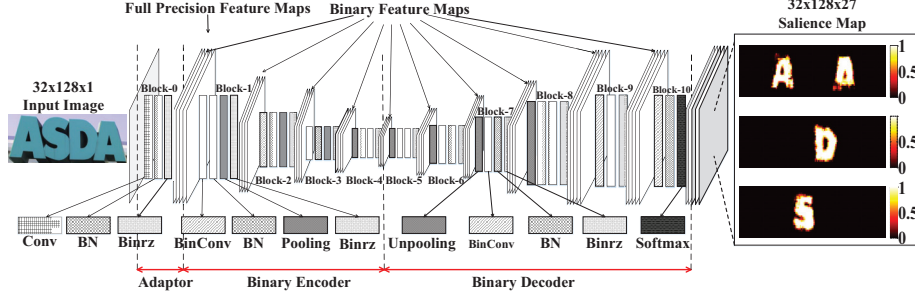 Full Precision Feature Maps
Binary Feature Maps
32x128x27
Salience Map
32x128x1
Input Image
ASDA
Block-0
Block-1
Block-2
Block-3
Block-4
Block-5
Block-6
Block-7
Block-8
Block-9
Block-10
A A
1
0.5
0
D
1
0.5
0
S
1
0.5
0
Conv BN Binrz BinConv BN Pooling Binrz Unpooling BinConv BN Binrz Softmax
Adaptor Binary Encoder Binary Decoder